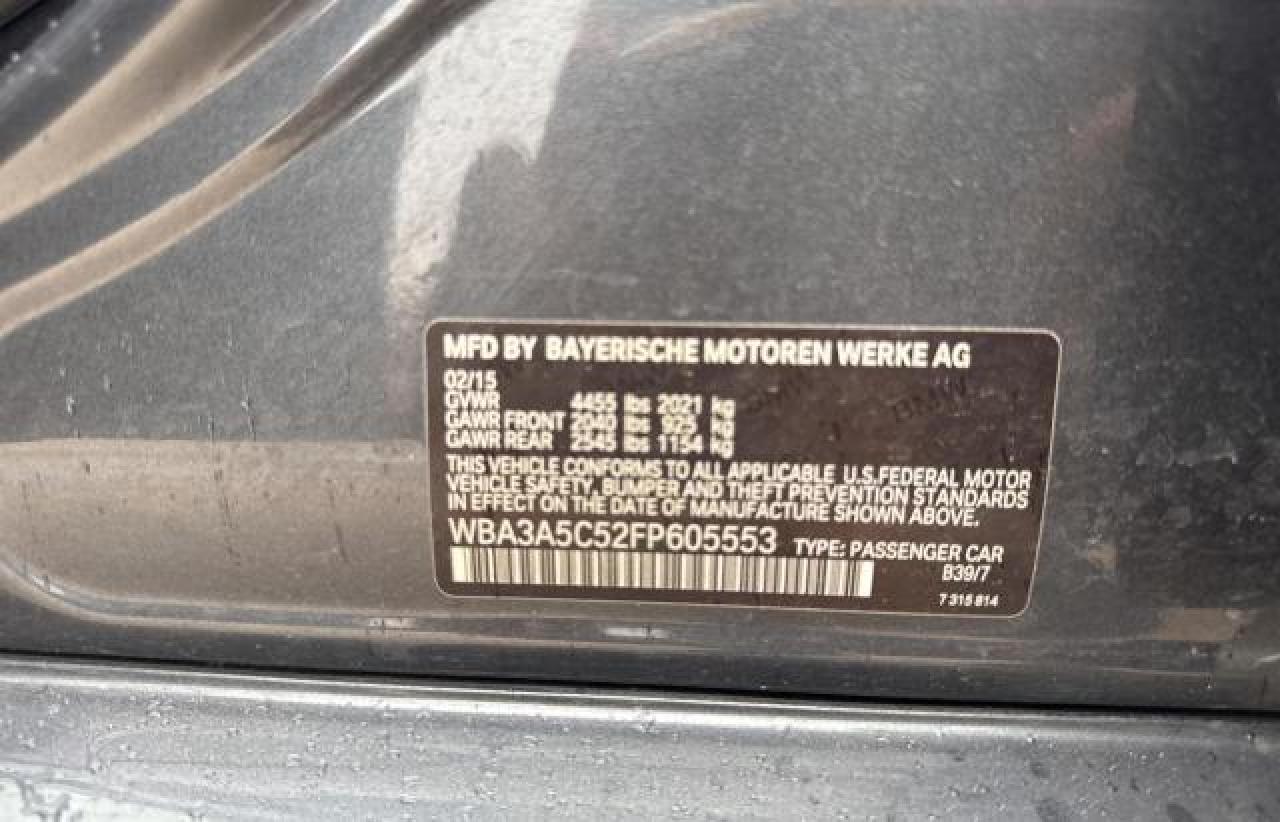 MFD BY BAYERISCHE MOTOREN WERKE AG
02/15
GVWR 4455 lbs 2021 kg
GAWR FRONT 2040 lbs 925 kg
GAWR REAR 2545 lbs 1154 kg
THIS VEHICLE CONFORMS TO ALL APPLICABLE U.S.FEDERAL MOTOR
VEHICLE SAFETY, BUMPER AND THEFT PREVENTION STANDARDS
IN EFFECT ON THE DATE OF MANUFACTURE SHOWN ABOVE.
WBA3A5C52FP605553 TYPE: PASSENGER CAR
B39/7
7 315 814